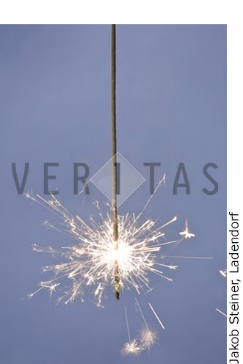 VERITAS
Jakob Steiner, Ladendorf